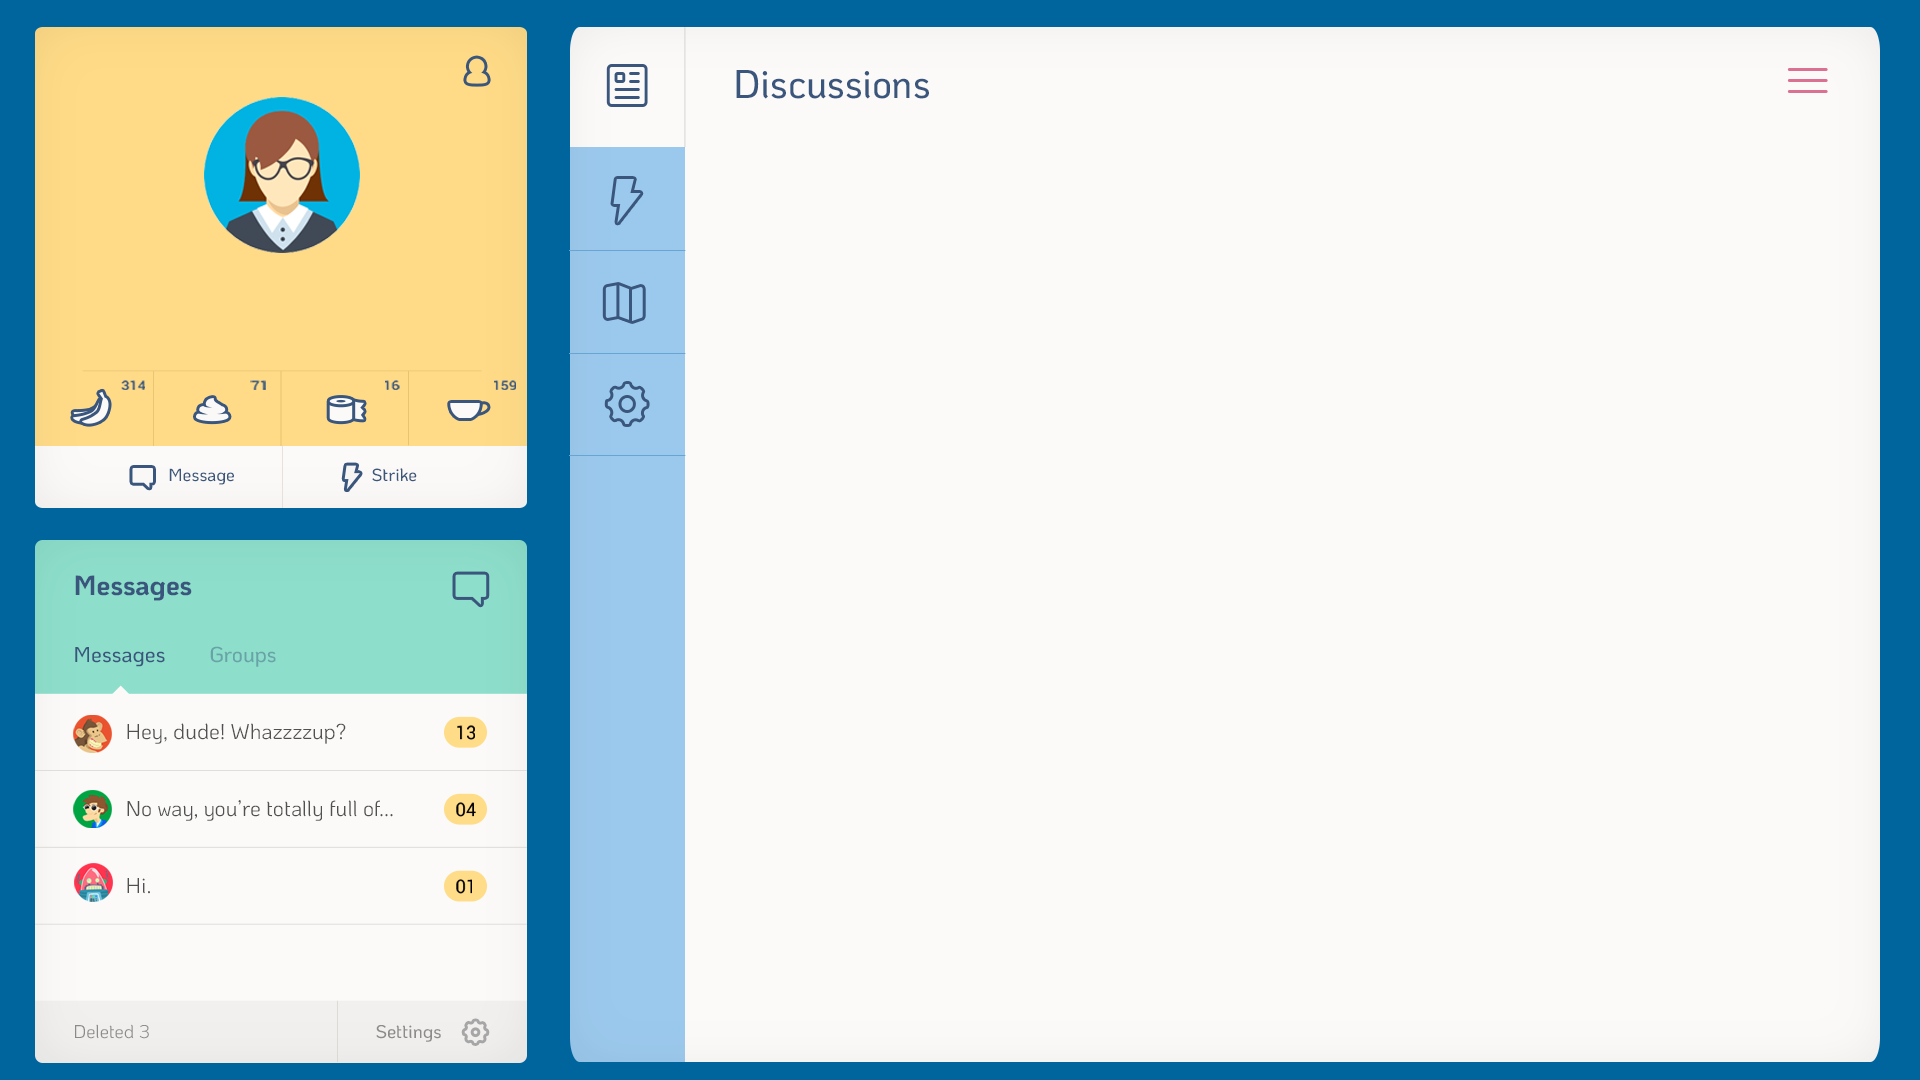 314
71
16
159
Message
Strike
Messages
Messages
Groups
Hey, dude! Whazzzzup?
13
No way, you’re totally full of...
04
Hi.
01
Deleted 3
Settings
Discussions